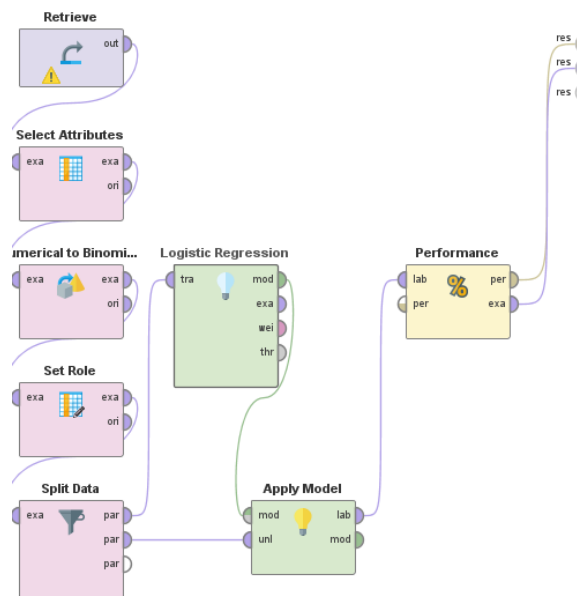 Retrieve
out
res
res
res
Select Attributes
exa exa
ori
umerical to Binomi...
exa exa
ori
Logistic Regression
tra mod
exa
wei
thr
Performance
lab per
per exa
Set Role
exa exa
ori
Split Data
exa par
par
par
Apply Model
mod lab
unl mod